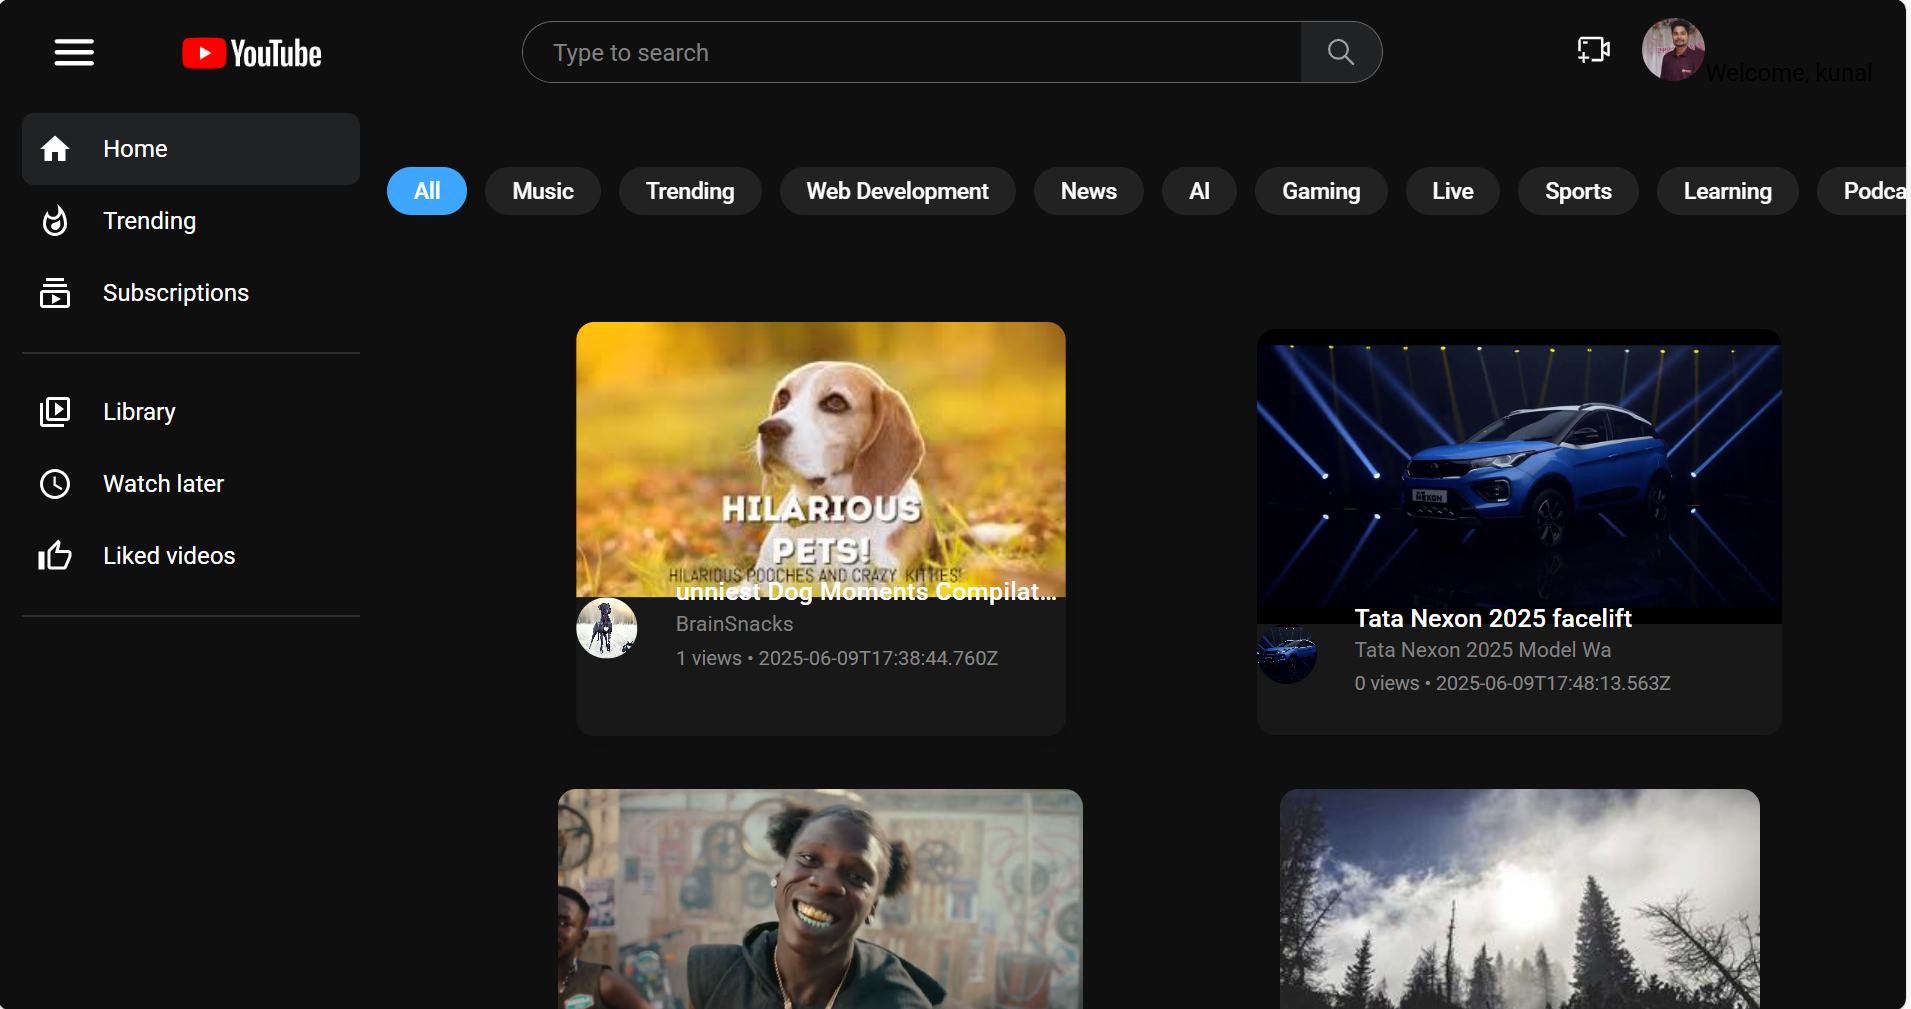 YouTube
Type to search
Welcome, kunal
Home
Trending
Subscriptions
Library
Watch later
Liked videos
All Music Trending Web Development News AI Gaming Live Sports Learning Podca
HILARIOUS
PETS!
HILARIOUS POOCHES AND CRAZY KITTIES!
unniest Dog Moments Compilat...
BrainSnacks
1 views • 2025-06-09T17:38:44.760Z
NEXON
Tata Nexon 2025 facelift
Tata Nexon 2025 Model Wa
0 views • 2025-06-09T17:48:13.563Z